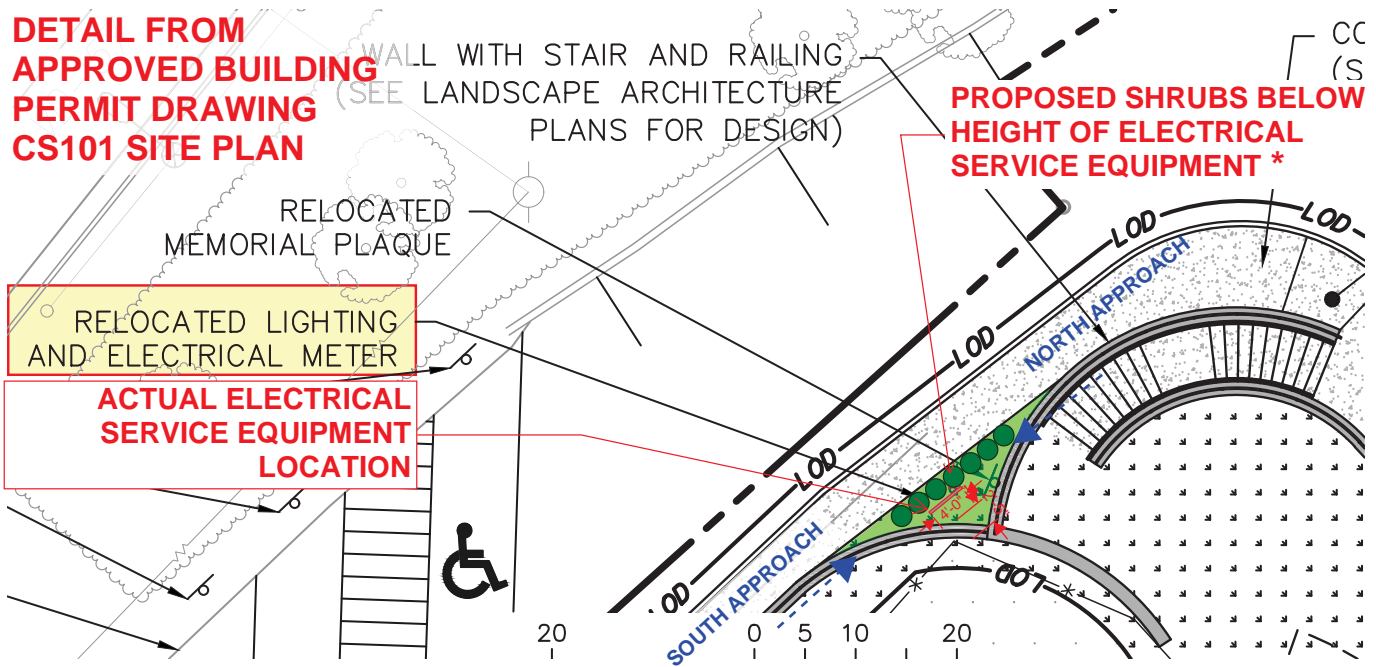 DETAIL FROM
APPROVED BUILDING
PERMIT DRAWING
CS101 SITE PLAN
WALL WITH STAIR AND RAILING
(SEE LANDSCAPE ARCHITECTURE
PLANS FOR DESIGN)
CO
(S
PROPOSED SHRUBS BELOW
HEIGHT OF ELECTRICAL
SERVICE EQUIPMENT *
RELOCATED
MEMORIAL PLAQUE
RELOCATED LIGHTING
AND ELECTRICAL METER
ACTUAL ELECTRICAL
SERVICE EQUIPMENT
LOCATION
LOD
LOD
LOD
LOD
LOD
LOD
NORTH APPROACH
SOUTH APPROACH
4'-0"
20
0 5 10 20